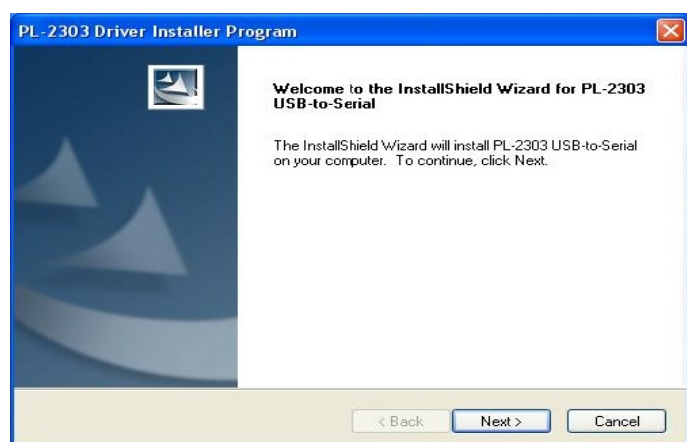 PL-2303 Driver Installer Program
Welcome to the InstallShield Wizard for PL-2303
USB-to-Serial
The InstallShield Wizard will install PL-2303 USB-to-Serial
on your computer. To continue, click Next.
< Back Next > Cancel